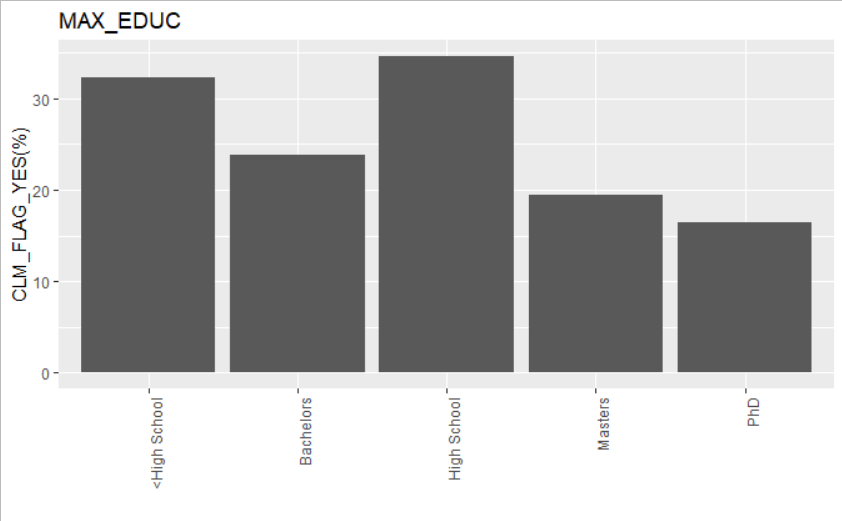 MAX_EDUC
CLM_FLAG_YES(%)
30
20
10
0
<High School
Bachelors
High School
Masters
PhD